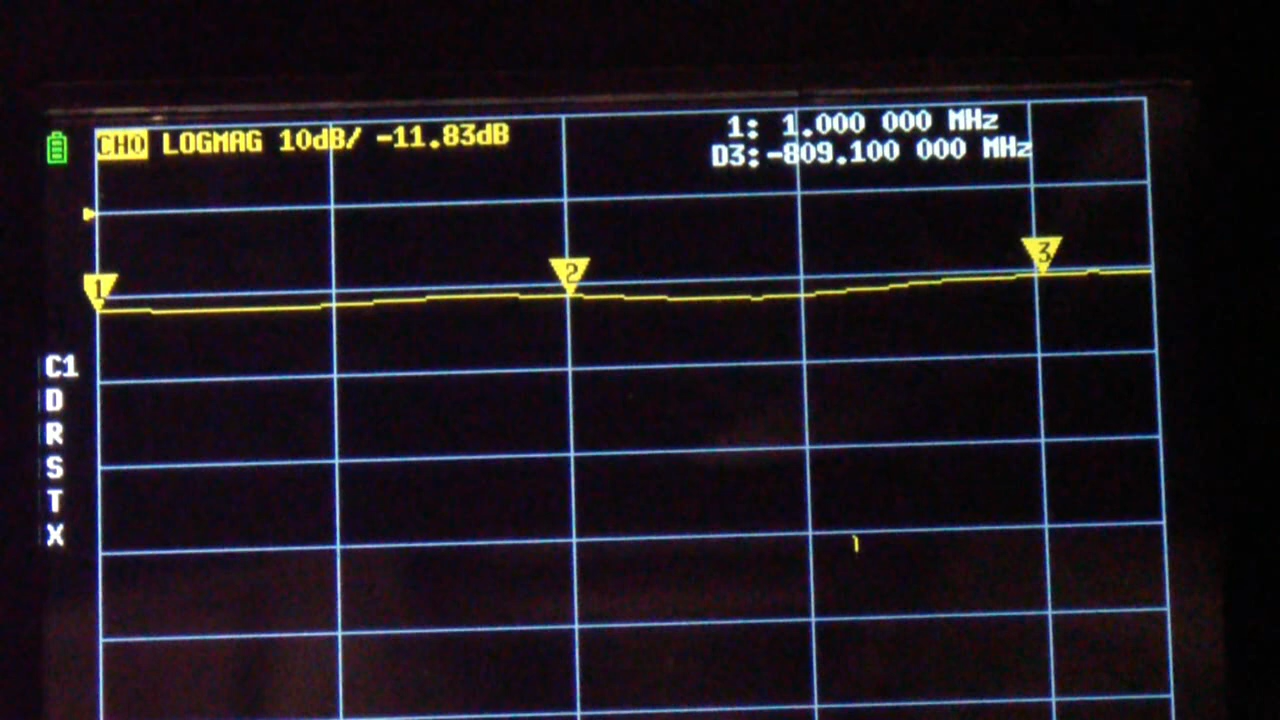 CH0 LOGMAG 10dB/ -11.83dB
1: 1.000 000 MHz
D3:-809.100 000 MHz
1
2
3
C1
D
R
S
T
X